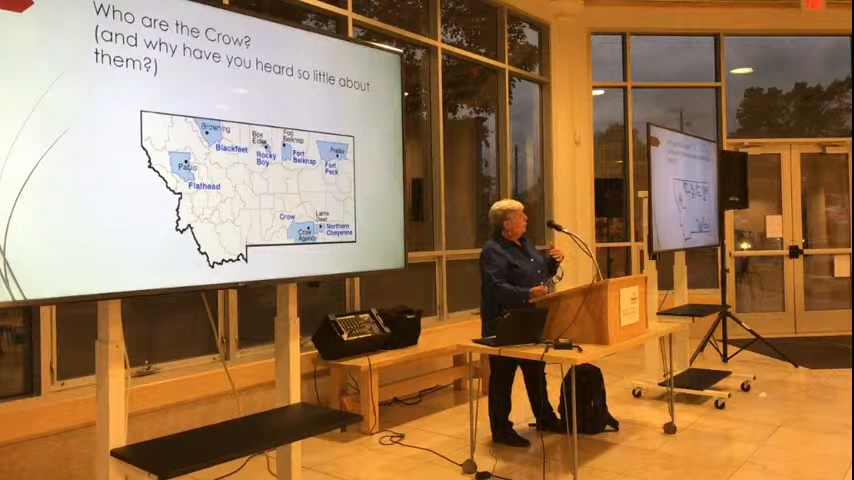 Who are the Crow?
(and why have you heard so little about
them?)
Browning
Blackfeet
Box
Elder
Rocky
Boy
Fort
Belknap
Fort
Belknap
Poplar
Fort
Peck
Pablo
Flathead
Crow
Crow
Agency
Lame
Deer
Northern
Cheyenne